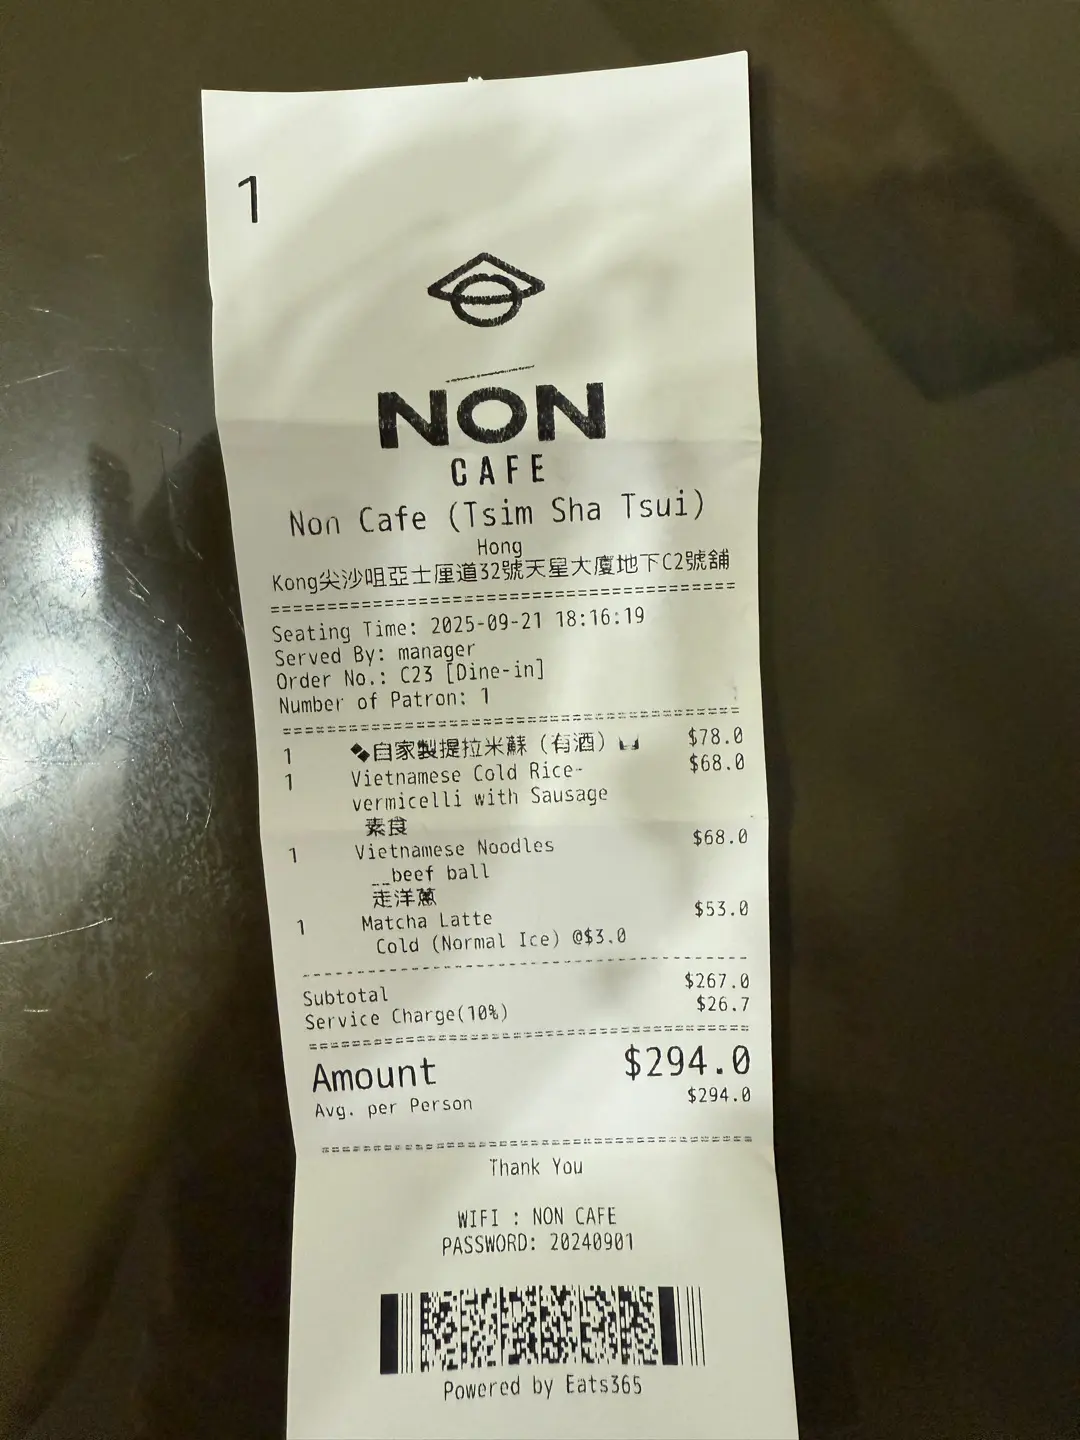 1
NON
CAFE
Non Cafe (Tsim Sha Tsui)
Hong
Kong尖沙咀亞士厘道32號天星大廈地下C2號舖
Seating Time: 2025-09-21 18:16:19
Served By: manager
Order No.: C23 [Dine-in]
Number of Patron: 1
1 自家製提拉米蘇（有酒） $78.0
1 Vietnamese Cold Rice- $68.0
vermicelli with Sausage
素食
1 Vietnamese Noodles $68.0
__beef ball
走洋蔥
1 Matcha Latte $53.0
Cold (Normal Ice) @$3.0
Subtotal $267.0
Service Charge(10%) $26.7
Amount $294.0
Avg. per Person $294.0
Thank You
WIFI : NON CAFE
PASSWORD: 20240901
Powered by Eats365